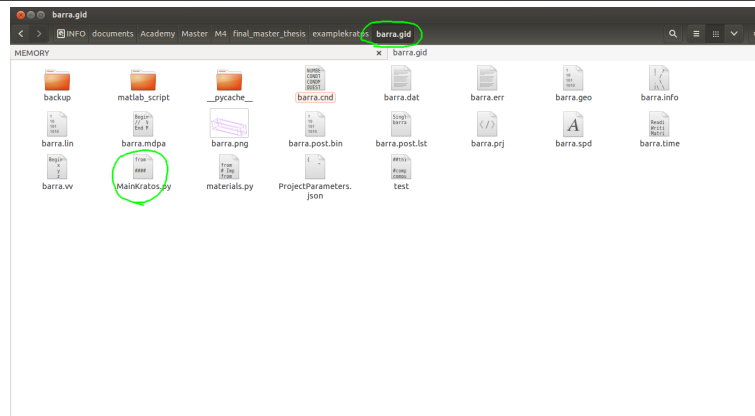 barra.gid
INFO documents Academy Master M4 final_master_thesis examplekratos barra.gid
MEMORY × barra.gid
backup matlab_script __pycache__ barra.cnd barra.dat barra.err barra.geo barra.info
barra.lin barra.mdpa barra.png barra.post.bin barra.post.lst barra.prj barra.spd barra.time
barra.vv MainKratos.py materials.py ProjectParameters. test
json